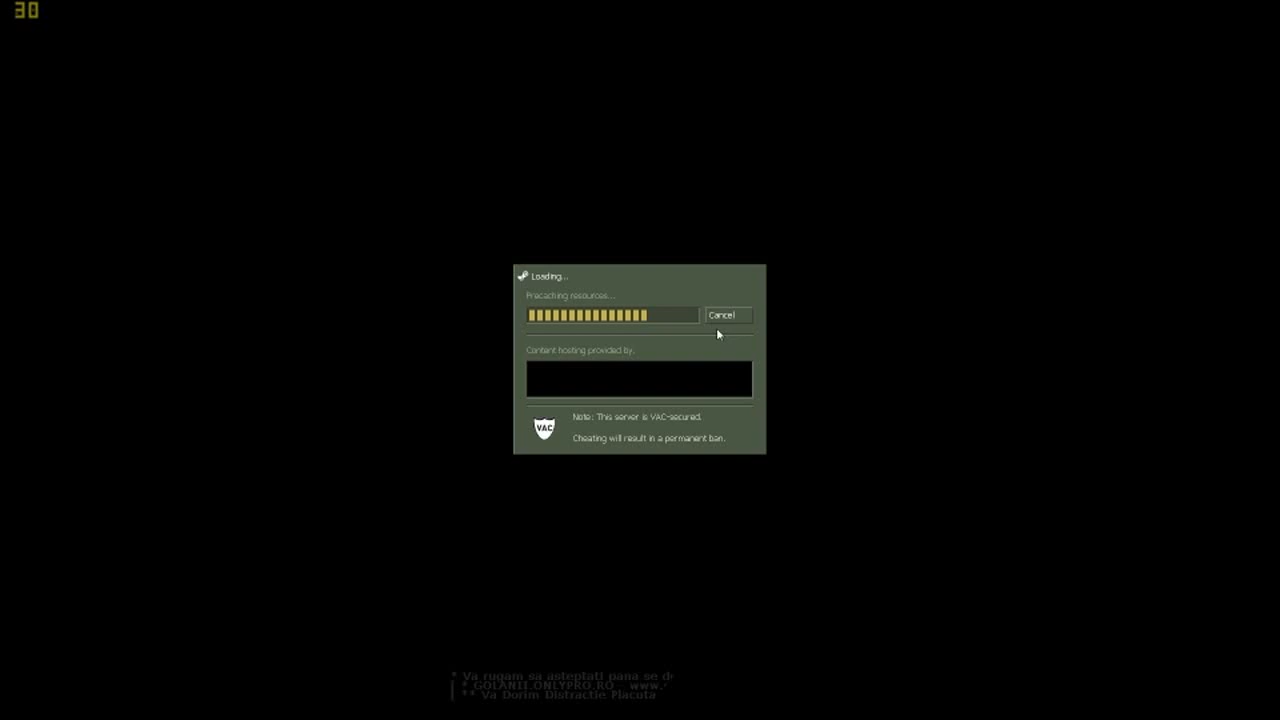 30
Loading...
Precaching resources...
Cancel
Content hosting provided by:
VAC
Note: This server is VAC-secured.
Cheating will result in a permanent ban.
* Va rugam sa asteptati pana se
* GOLANII.ONLYPRO.RO - www.
** Va Dorim Distractie Placuta